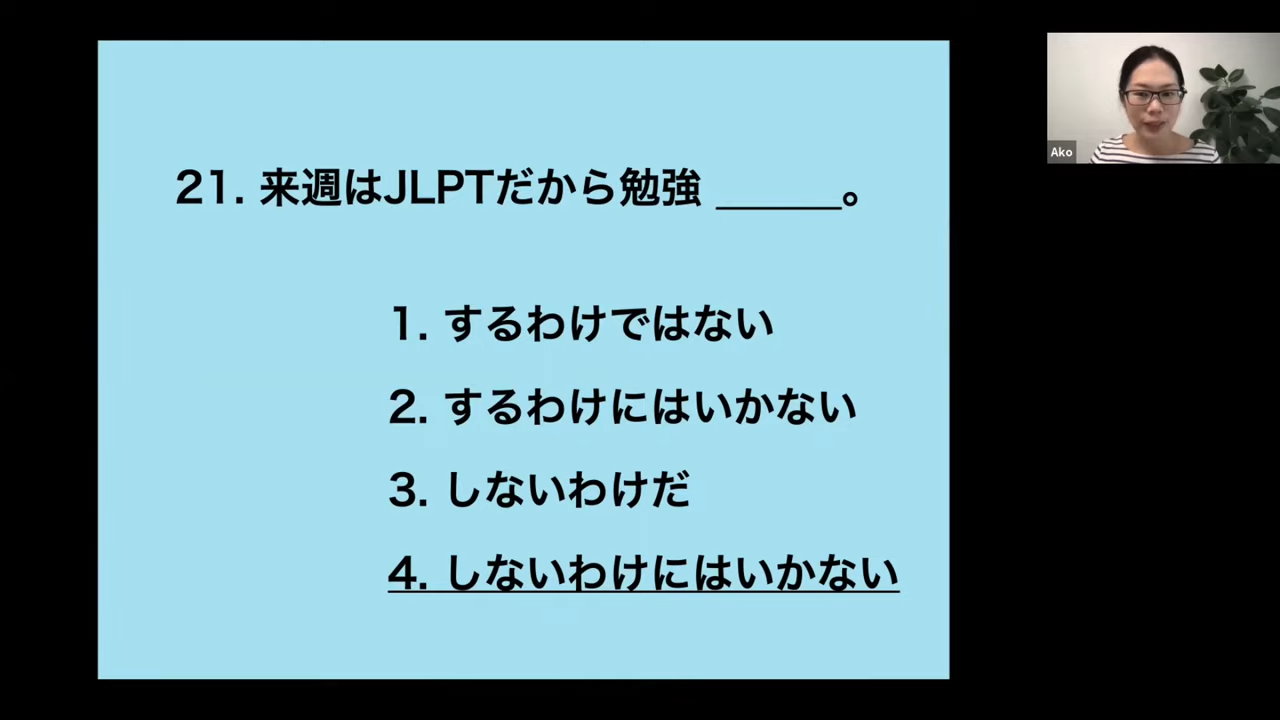 21. 来週はJLPTだから勉強 ______。
1. するわけではない
2. するわけにはいかない
3. しないわけだ
4. しないわけにはいかない
Ako